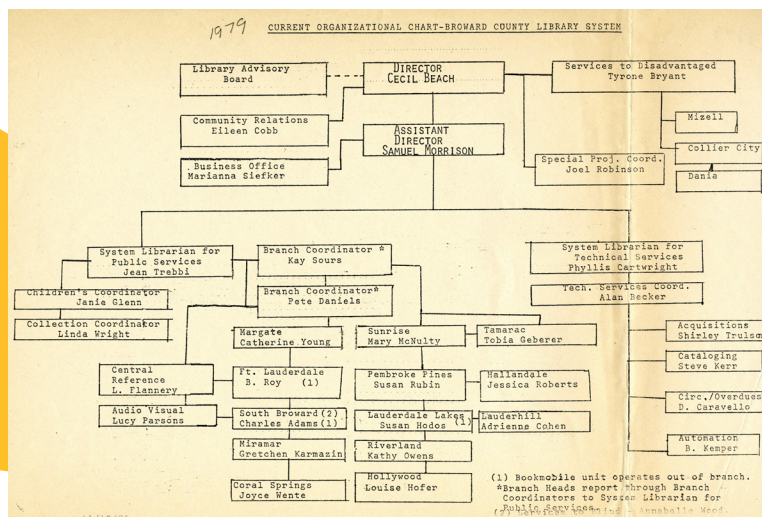 1979
CURRENT ORGANIZATIONAL CHART-BROWARD COUNTY LIBRARY SYSTEM
Library Advisory
Board
DIRECTOR
CECIL BEACH
Services to Disadvantaged
Tyrone Bryant
Community Relations
Eileen Cobb
ASSISTANT
DIRECTOR
SAMUEL MORRISON
Mizell
Collier City
Dania
Business Office
Marianna Siefker
Special Proj. Coord.
Joel Robinson
System Librarian for
Public Services
Jean Trebbi
Branch Coordinator *
Kay Sours
System Librarian for
Technical Services
Phyllis Cartwright
Children's Coordinator
Janie Glenn
Branch Coordinator*
Pete Daniels
Tech. Services Coord.
Alan Becker
Collection Coordinator
Linda Wright
Margate
Catherine Young
Sunrise
Mary McNulty
Tamarac
Tobia Geberer
Acquisitions
Shirley Trulson
Central
Reference
L. Flannery
Ft. Lauderdale
B. Roy (1)
Pembroke Pines
Susan Rubin
Hallandale
Jessica Roberts
Cataloging
Steve Kerr
Audio Visual
Lucy Parsons
South Broward(2)
Charles Adams(1)
Lauderdale Lakes
Susan Hodos (1)
Lauderhill
Adrienne Cohen
Circ./Overdues
D. Caravello
Miramar
Gretchen Karmazin
Riverland
Kathy Owens
Automation
B. Kemper
Coral Springs
Joyce Wente
Hollywood
Louise Hofer
(1) Bookmobile unit operates out of branch.
*Branch Heads report through Branch
Coordinators to System Librarian for
Public Services.
(2) Services to Blind - Annabelle Wood.